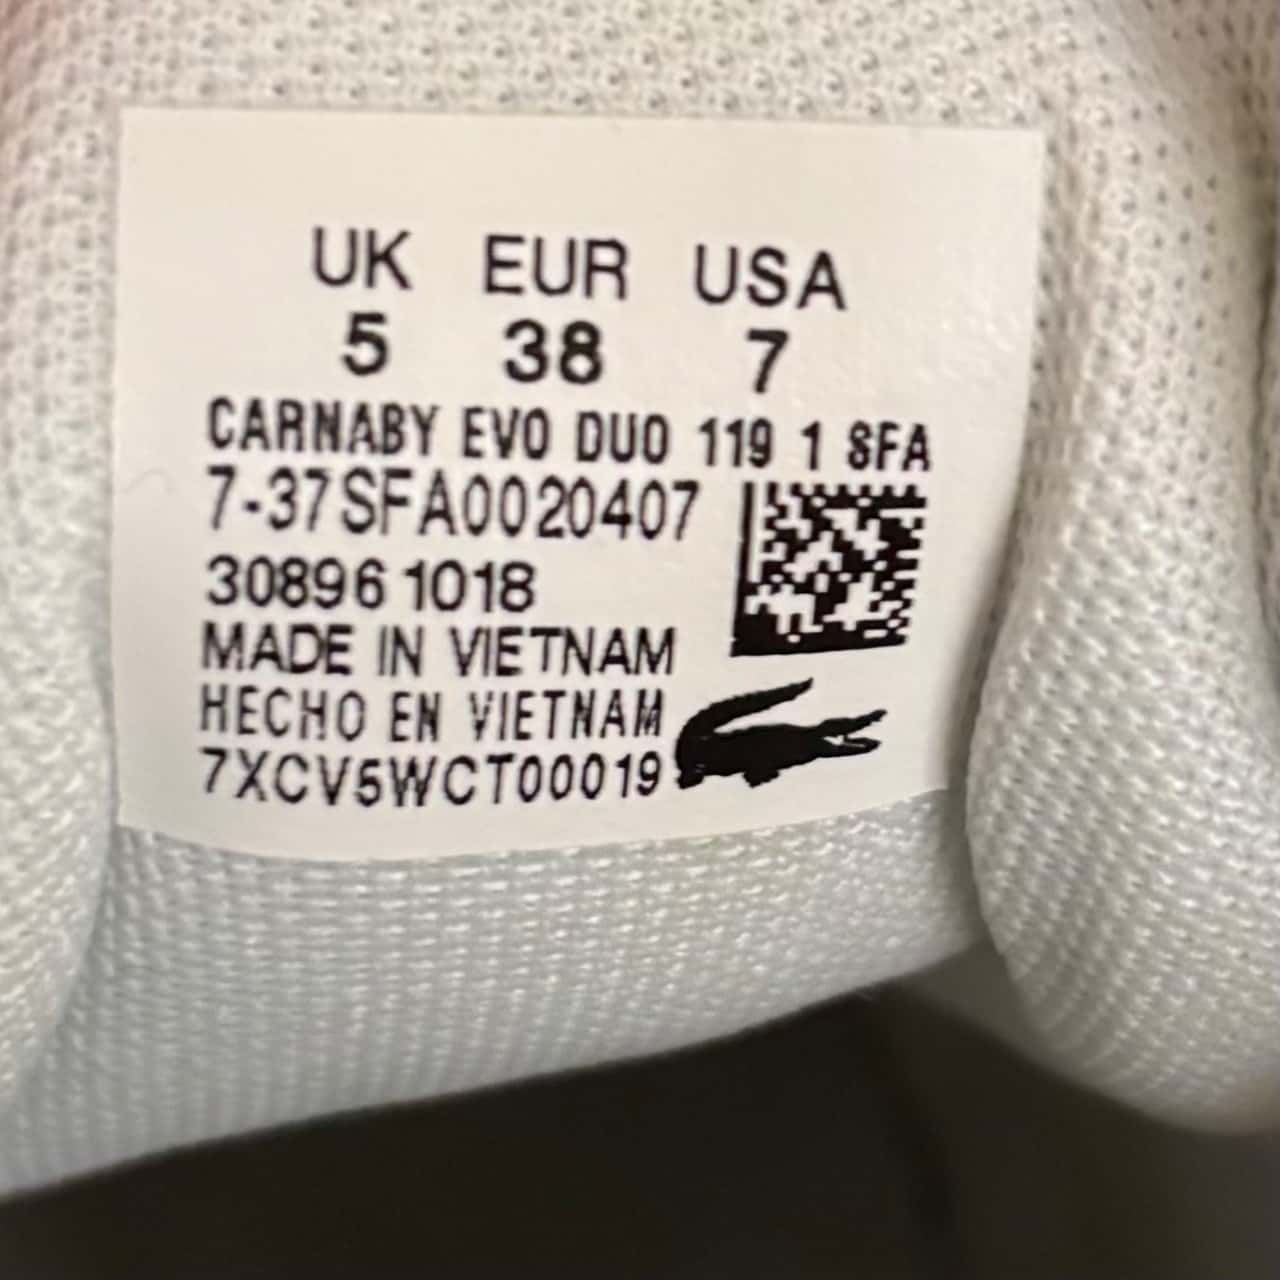 UK EUR USA
5 38 7
CARNABY EVO DUO 119 1 SFA
7-37SFA0020407
30896 1018
MADE IN VIETNAM
HECHO EN VIETNAM
7XCV5WCT00019